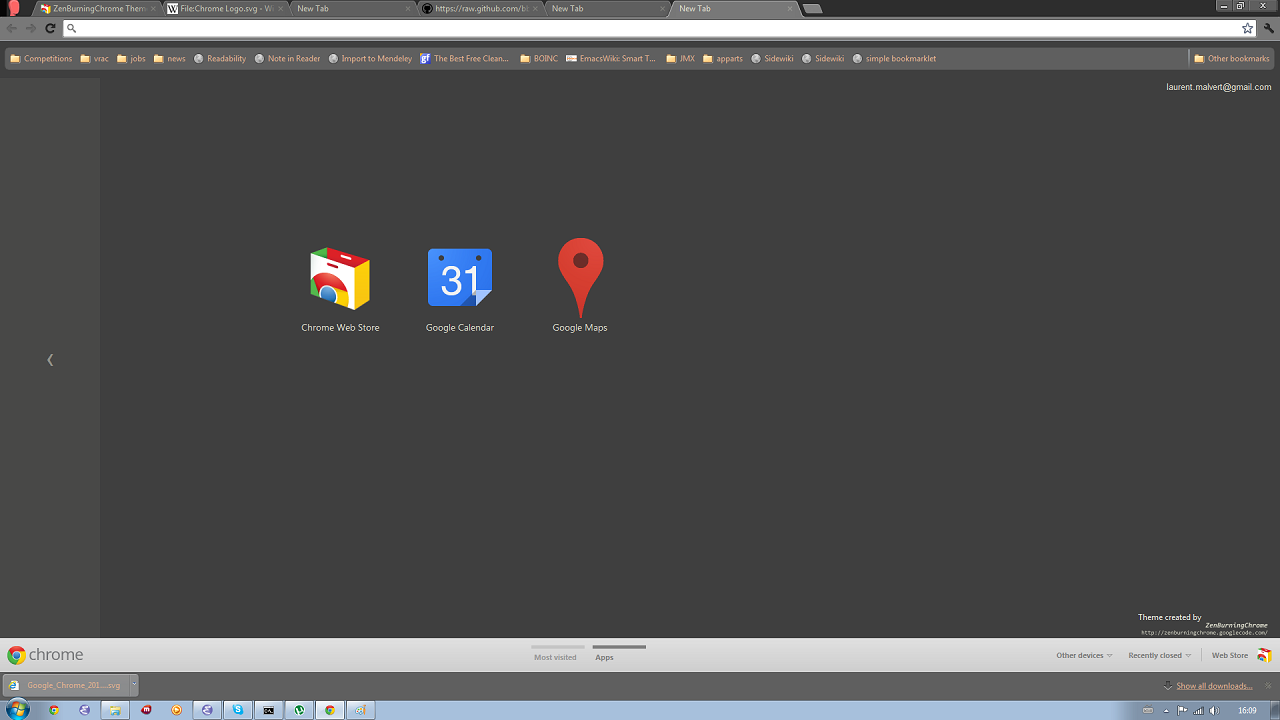 ZenBurningChrome Them
File:Chrome Logo.svg - W
New Tab
https://raw.github.com/bl
New Tab
New Tab
Competitions
vrac
jobs
news
Readability
Note in Reader
Import to Mendeley
The Best Free Clean...
BOINC
EmacsWiki: Smart T...
JMX
apparts
Sidewiki
Sidewiki
simple bookmarklet
Other bookmarks
laurent.malvert@gmail.com
31
Chrome Web Store
Google Calendar
Google Maps
Theme created by
ZenBurningChrome
http://zenburningchrome.googlecode.com/
chrome
Most visited
Apps
Other devices
Recently closed
Web Store
Google_Chrome_201....svg
Show all downloads...
16:09